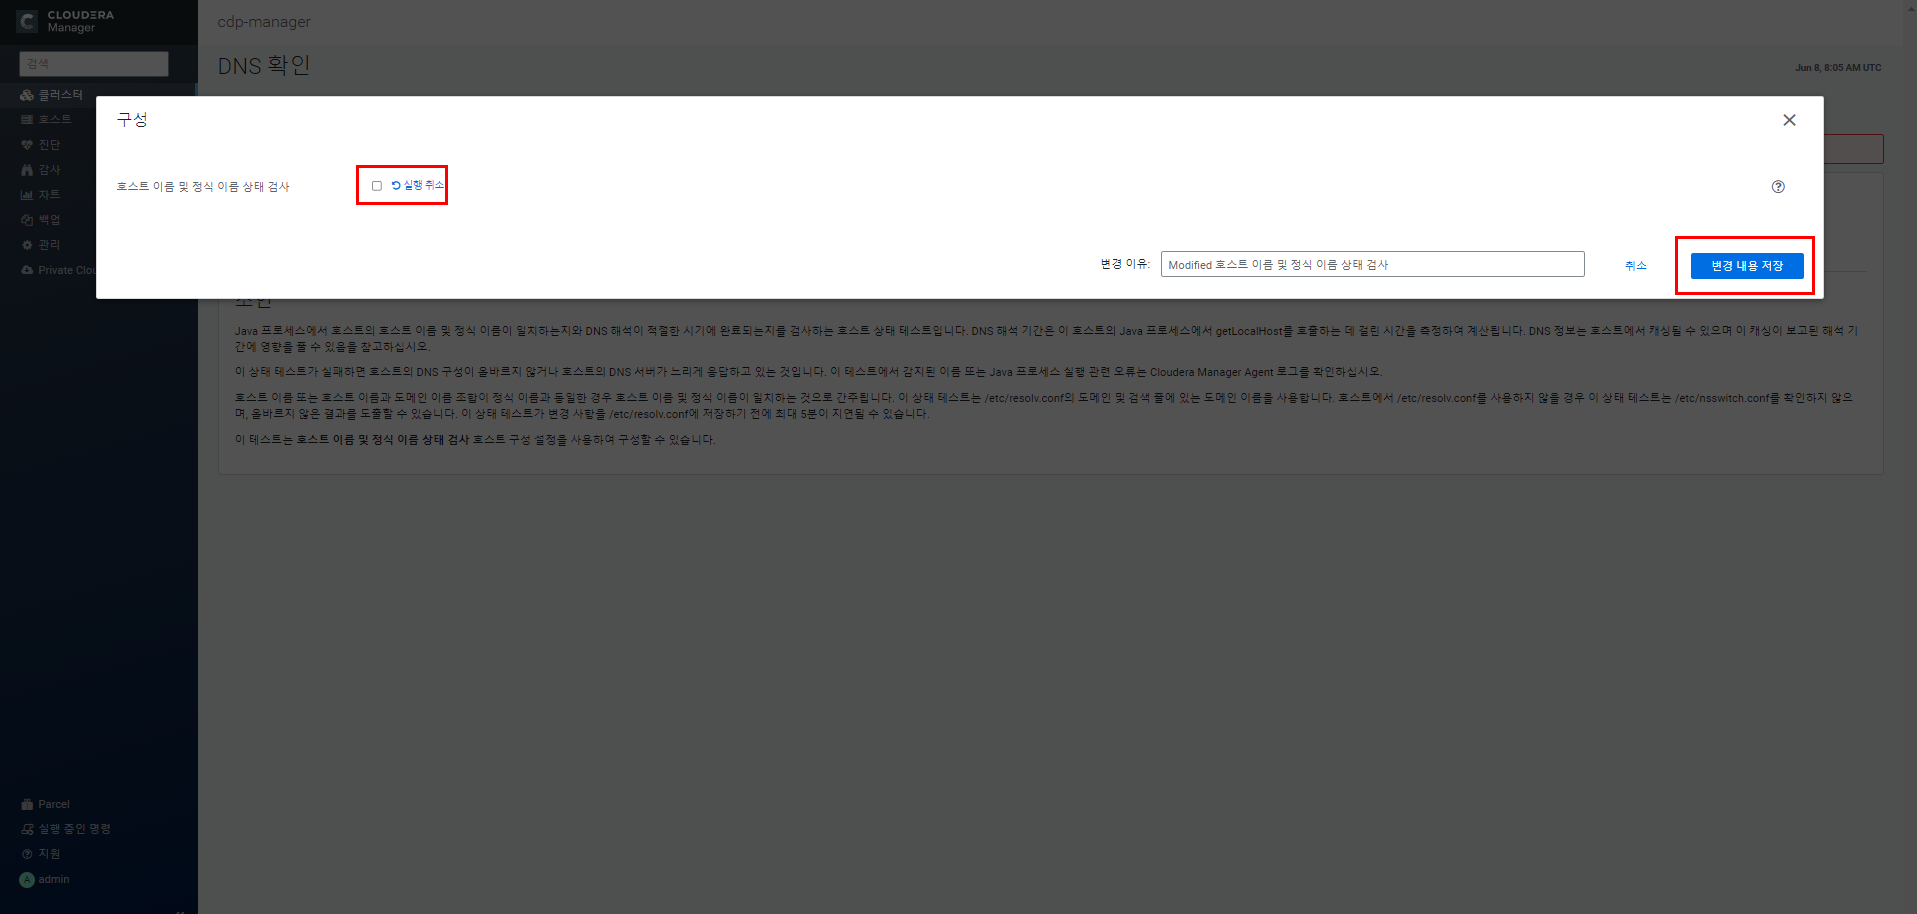 CLOUDERA
Manager
cdp-manager
검색
DNS 확인
Jun 8, 8:05 AM UTC
클러스터
호스트
진단
감사
차트
백업
관리
Private Clou
구성
호스트 이름 및 정식 이름 상태 검사
실행 취소
변경 이유:
Modified 호스트 이름 및 정식 이름 상태 검사
취소
변경 내용 저장
Java 프로세스에서 호스트의 호스트 이름 및 정식 이름이 일치하는지와 DNS 해석이 적절한 시기에 완료되는지를 검사하는 호스트 상태 테스트입니다. DNS 해석 기간은 이 호스트의 Java 프로세스에서 getLocalHost를 호출하는 데 걸린 시간을 측정하여 계산됩니다. DNS 정보는 호스트에서 캐싱될 수 있으며 이 캐싱이 보고된 해석 기
간에 영향을 줄 수 있음을 참고하십시오.
이 상태 테스트가 실패하면 호스트의 DNS 구성이 올바르지 않거나 호스트의 DNS 서버가 느리게 응답하고 있는 것입니다. 이 테스트에서 감지된 이름 또는 Java 프로세스 실행 관련 오류는 Cloudera Manager Agent 로그를 확인하십시오.
호스트 이름 또는 호스트 이름과 도메인 이름 조합이 정식 이름과 동일한 경우 호스트 이름 및 정식 이름이 일치하는 것으로 간주됩니다. 이 상태 테스트는 /etc/resolv.conf의 도메인 및 검색 줄에 있는 도메인 이름을 사용합니다. 호스트에서 /etc/resolv.conf를 사용하지 않을 경우 이 상태 테스트는 /etc/nsswitch.conf를 확인하지 않으
며, 올바르지 않은 결과를 도출할 수 있습니다. 이 상태 테스트가 변경 사항을 /etc/resolv.conf에 저장하기 전에 최대 5분이 지연될 수 있습니다.
이 테스트는 호스트 이름 및 정식 이름 상태 검사 호스트 구성 설정을 사용하여 구성할 수 있습니다.
Parcel
실행 중인 명령
지원
A admin